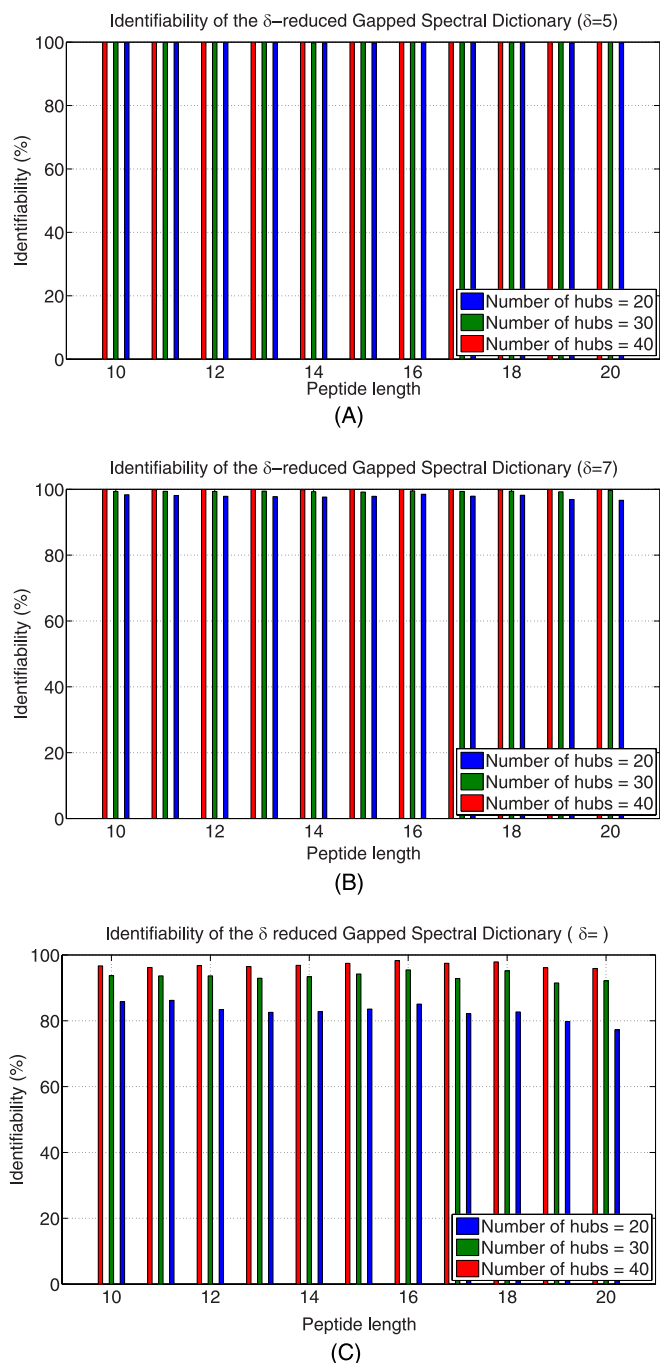 Identifiability of the δ−reduced Gapped Spectral Dictionary (δ=5)
100
80
60
40
20
0
Identifiability (%)
Number of hubs = 20
Number of hubs = 30
Number of hubs = 40
10 12 14 16 18 20
Peptide length
(A)
Identifiability of the δ−reduced Gapped Spectral Dictionary (δ=7)
100
80
60
40
20
0
Identifiability (%)
Number of hubs = 20
Number of hubs = 30
Number of hubs = 40
10 12 14 16 18 20
Peptide length
(B)
Identifiability of the δ reduced Gapped Spectral Dictionary ( δ= )
100
80
60
40
20
0
Identifiability (%)
Number of hubs = 20
Number of hubs = 30
Number of hubs = 40
10 12 14 16 18 20
Peptide length
(C)